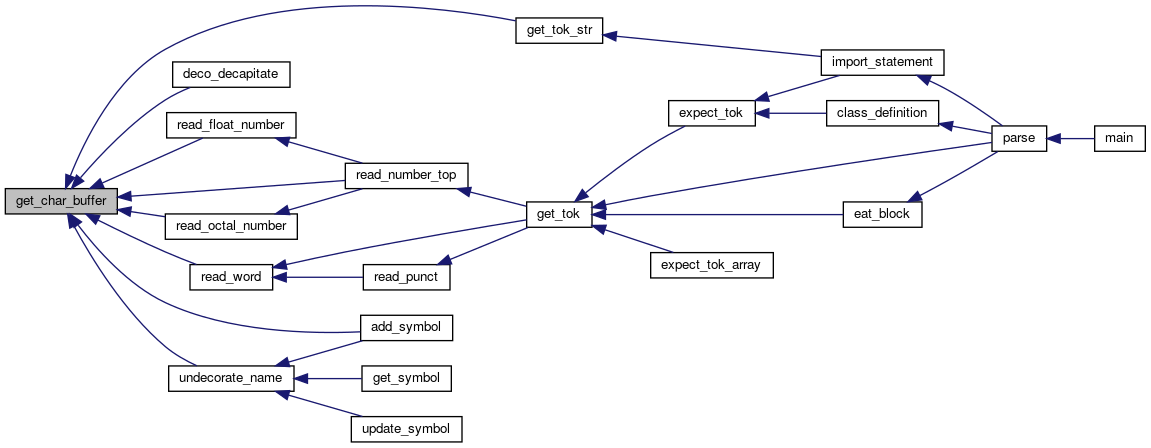 get_tok_str
import_statement
deco_decapitate
expect_tok
class_definition
read_float_number
parse
main
read_number_top
get_char_buffer
get_tok
eat_block
read_octal_number
expect_tok_array
read_word
read_punct
add_symbol
undecorate_name
get_symbol
update_symbol